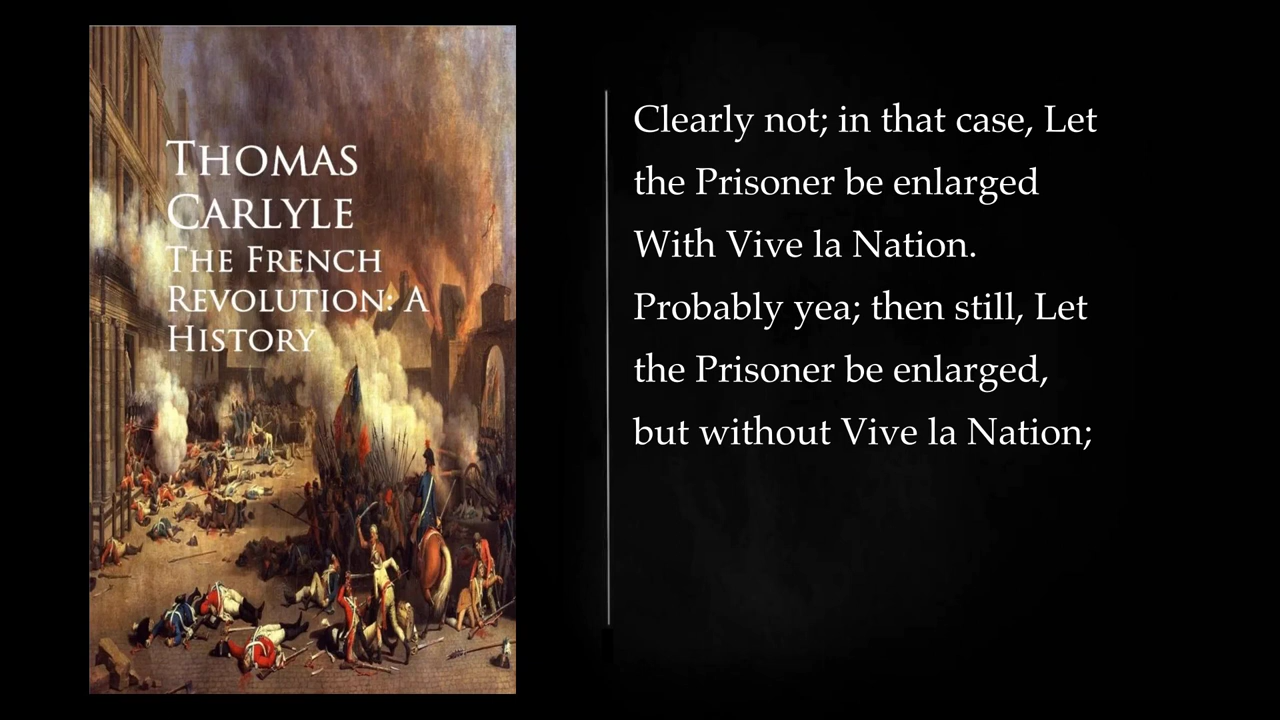 THOMAS
CARLYLE
THE FRENCH
REVOLUTION: A
HISTORY
Clearly not; in that case, Let
the Prisoner be enlarged
With Vive la Nation.
Probably yea; then still, Let
the Prisoner be enlarged,
but without Vive la Nation;